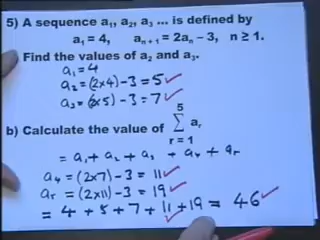 5) A sequence a₁, a₂, a₃ ... is defined by
a₁ = 4, aₙ₊₁ = 2aₙ – 3, n ≥ 1.
Find the values of a₂ and a₃.
a₁ = 4
a₂ = (2×4) – 3 = 5 ✓
a₃ = (2×5) – 3 = 7 ✓
b) Calculate the value of 5 Σ r = 1 aᵣ
= a₁ + a₂ + a₃ + a₄ + aᵣ
a₄ = (2×7) – 3 = 11 ✓
aᵣ = (2×11) – 3 = 19 ✓
= 4 + 5 + 7 + 11 + 19 = 46 ✓